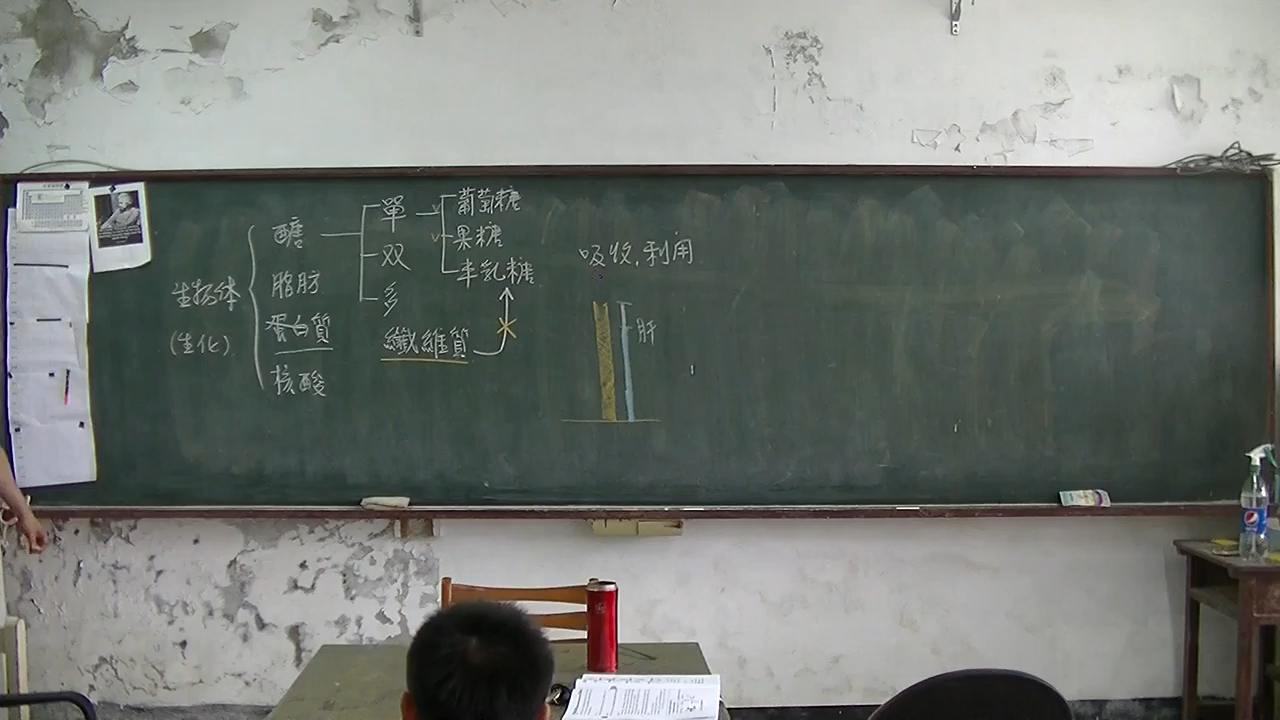 生物体
(生化)
醣
脂肪
蛋白質
核酸
單
双
多
纖維質
葡萄糖
果糖
半乳糖
吸收.利用
肝